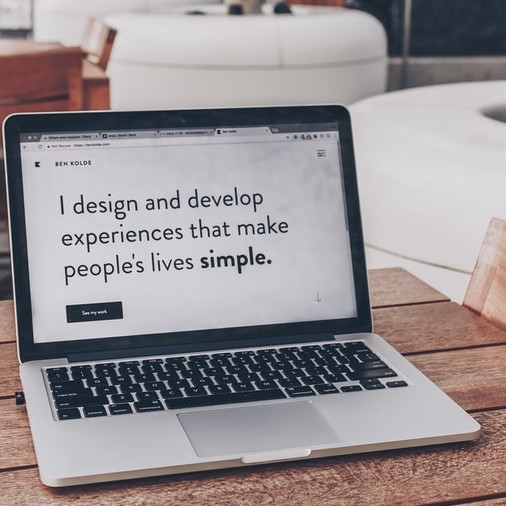 BEN KOLDE
I design and develop
experiences that make
people's lives simple.
See my work